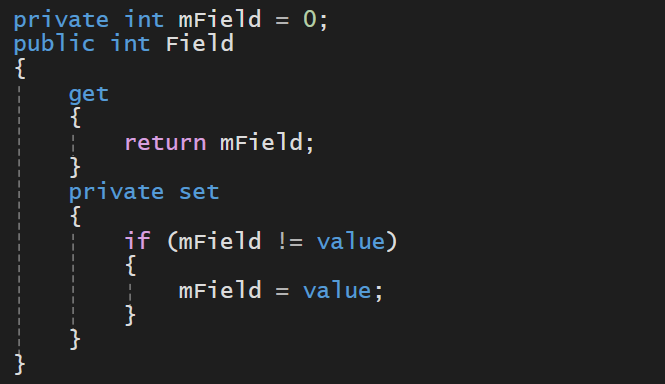 private int mField = 0;
public int Field
{
    get
    {
        return mField;
    }
    private set
    {
        if (mField != value)
        {
            mField = value;
        }
    }
}